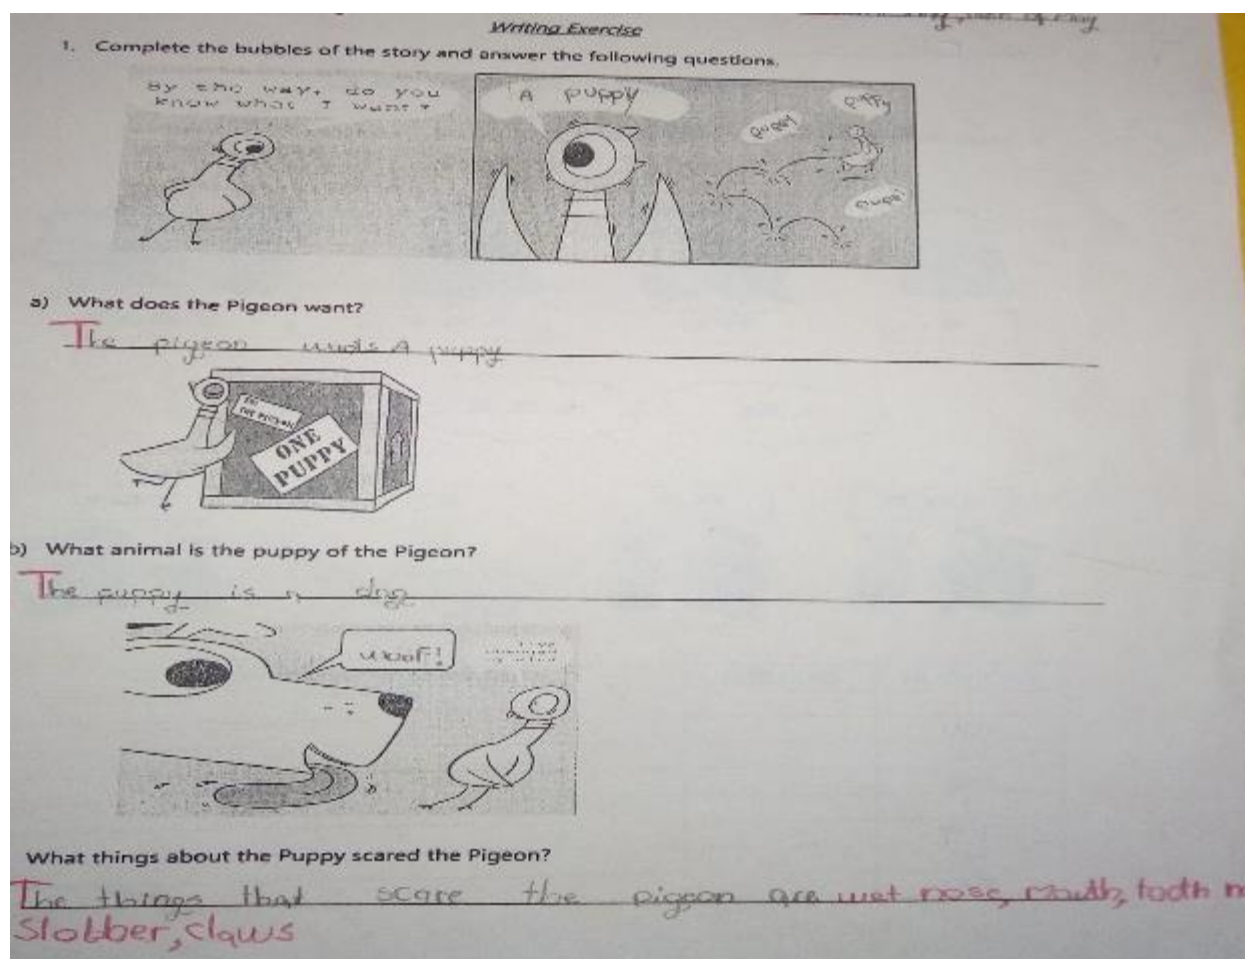 Writing Exercise
1. Complete the bubbles of the story and answer the following questions.
By the way, do you
know what I want?
A puppy
puppy
puppy
a) What does the Pigeon want?
The pigeon A puppy
ONE
PUPPY
b) What animal is the puppy of the Pigeon?
The puppy is a dog
woof!
What things about the Puppy scared the Pigeon?
The things that scare the pigeon are wet nose, mouth, tooth
Slobber, claws